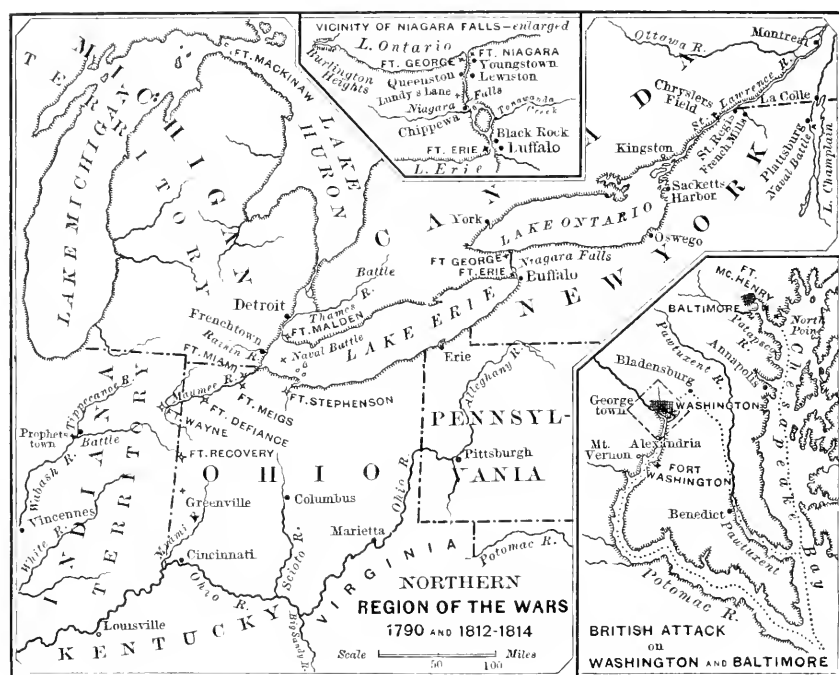 MICHIGAN
TERRITORY
FT. MACKINAW
LAKE MICHIGAN
LAKE HURON
CANADA
Detroit
Frenchtown
Raisin R.
Thames R.
Battle
FT. MALDEN
Naval Battle
LAKE ERIE
FT. MIAMI
Maumee R.
FT. MEIGS
FT. STEPHENSON
FT. DEFIANCE
FT. WAYNE
FT. RECOVERY
Tippecanoe R.
Prophets town
Battle
Wabash R.
Vincennes
White R.
INDIANA
TERRITORY
OHIO
Greenville
Columbus
Miami R.
Cincinnati
Ohio R.
Scioto R.
Louisville
KENTUCKY
Big Sandy R.
VIRGINIA
Marietta
Ohio R.
Pittsburgh
Alleghany R.
PENNSYL-
VANIA
Erie
Potomac R.
York
LAKE ONTARIO
FT GEORGE
FT ERIE
Niagara Falls
Buffalo
NEW YORK
Oswego
Sacketts Harbor
Kingston
Chryslers Field
St. Lawrence R.
St. Regis
French Mills
La Colle
Plattsburg
Naval Battle
L. Champlain
Ottawa R.
Montreal
VICINITY OF NIAGARA FALLS—enlarged
L. Ontario
Burlington Heights
FT. GEORGE
FT. NIAGARA
Youngstown
Queenston
Lewiston
Lundy's Lane
Falls
Niagara
Chippewa
Tonawanda Creek
Black Rock
Buffalo
FT. ERIE
L. Erie
FT. MC.HENRY
BALTIMORE
Patapsco R.
North Point
Pawtuxent R.
Annapolis
Chesapeake Bay
Bladensburg
George town
WASHINGTON
Alexandria
Mt. Vernon
FORT WASHINGTON
Benedict
Pawtuxent
Potomac R.
BRITISH ATTACK
on
WASHINGTON AND BALTIMORE
NORTHERN
REGION OF THE WARS
1790 AND 1812-1814
Scale
50
100
Miles